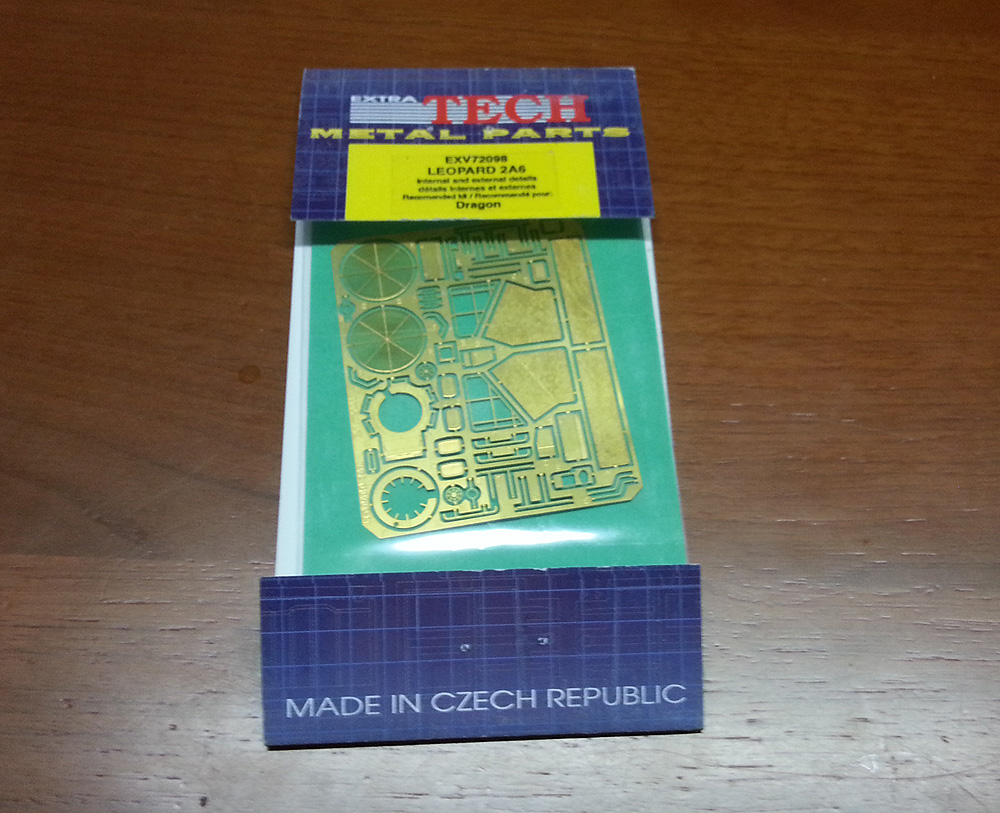 EXTRA TECH
METAL PARTS
EXV72098
LEOPARD 2A6
Internal and external details
détails internes et externes
Recomended kit / Recommandé pour:
Dragon
MADE IN CZECH REPUBLIC